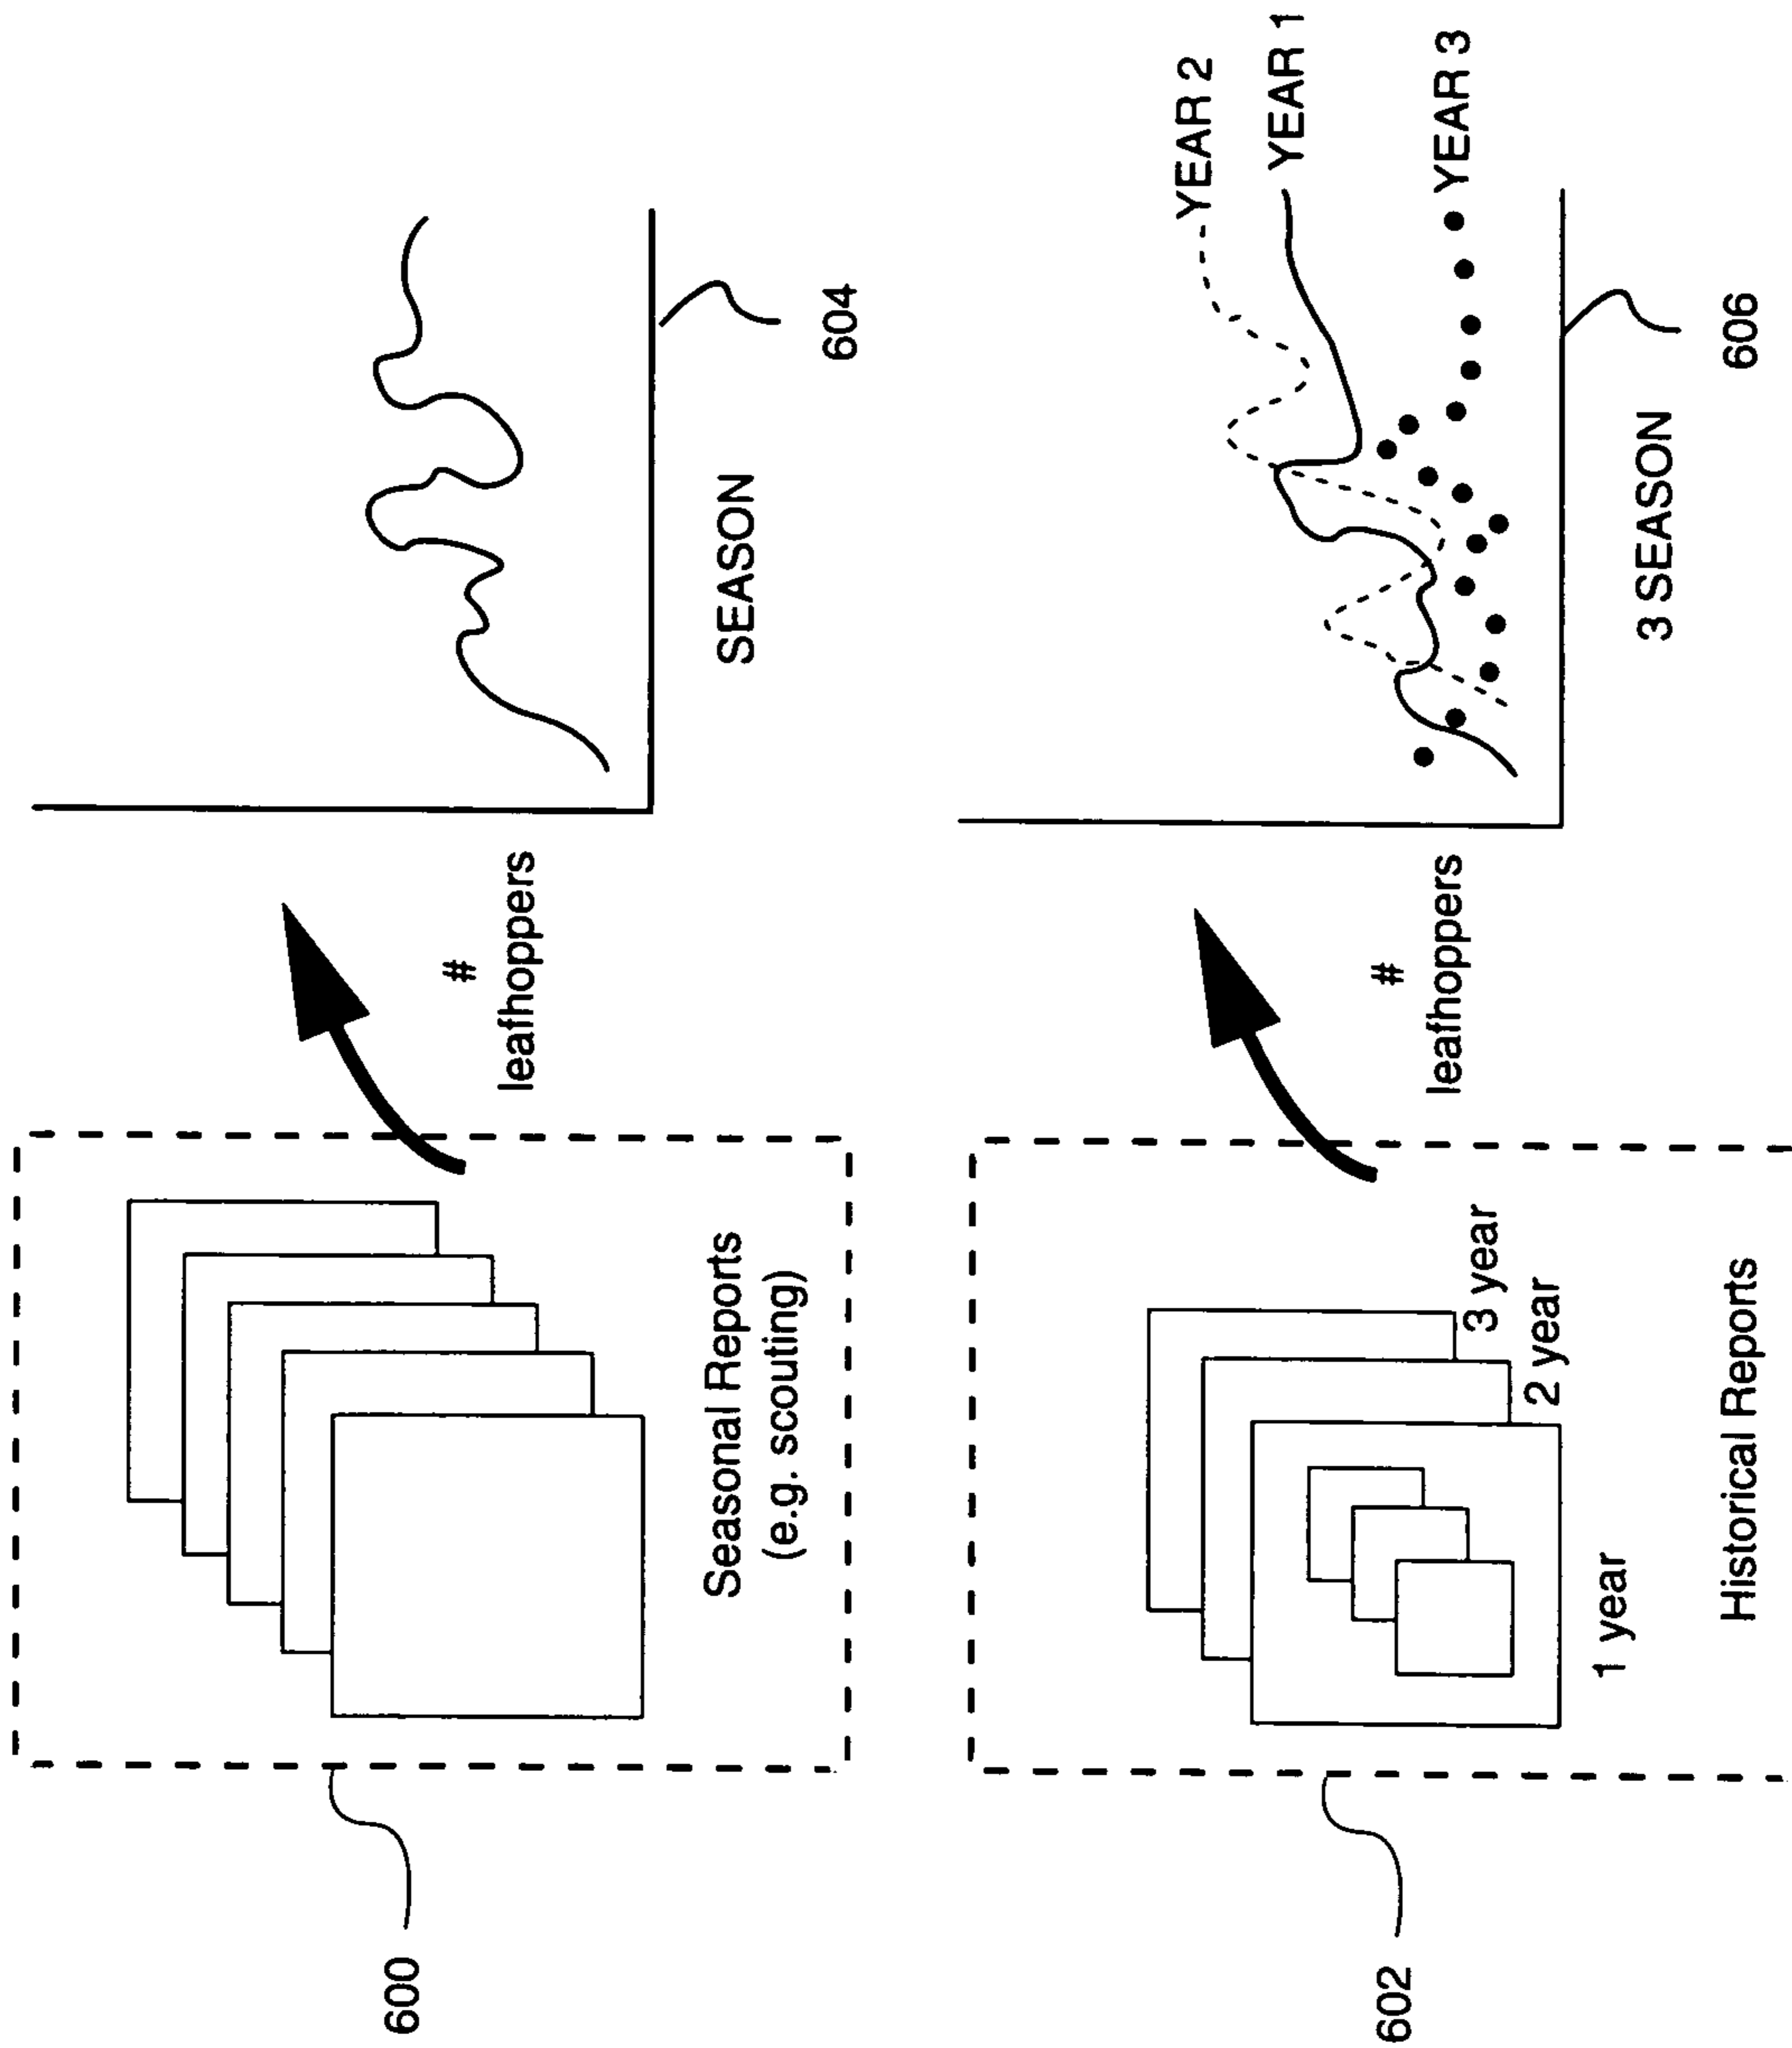 600
Seasonal Reports
(e.g. scouting)
#
leafhoppers
SEASON
604
602
1 year
2 year
3 year
Historical Reports
#
leafhoppers
YEAR 2
YEAR 1
YEAR 3
3 SEASON
606